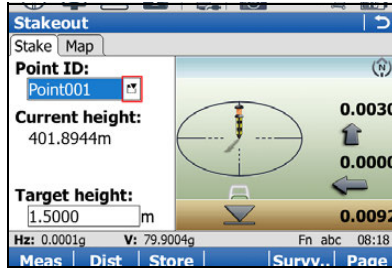 Stakeout
Stake Map
Point ID:
Point001
Current height:
401.8944m
Target height:
1.5000 m
N
0.0030
0.0000
0.0092
Hz: 0.0001g V: 79.9004g Fn abc 08:18
Meas Dist Store Survy.. Page